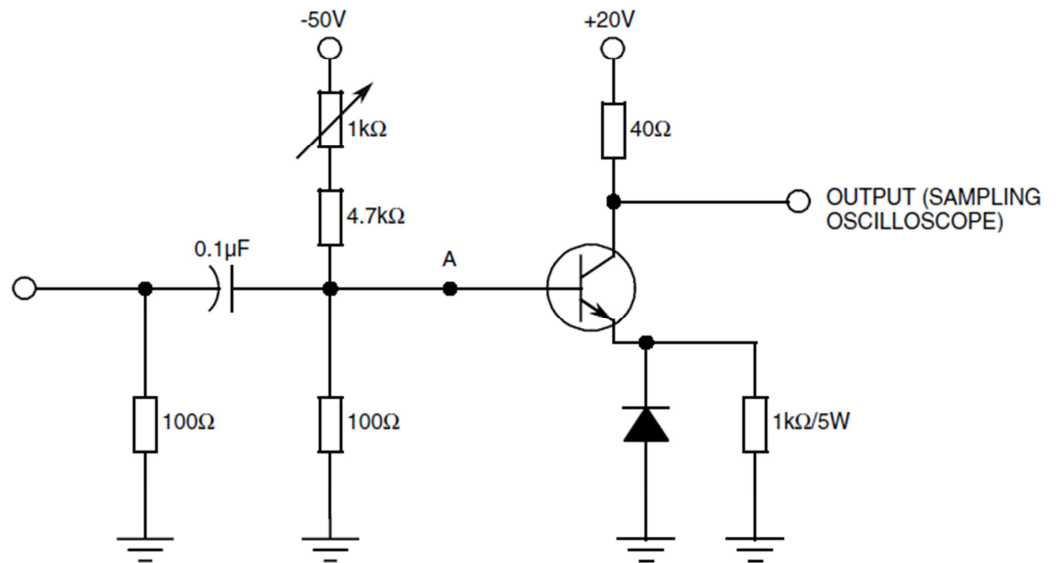 -50V
+20V
1kΩ
40Ω
4.7kΩ
OUTPUT (SAMPLING
OSCILLOSCOPE)
0.1µF
A
100Ω
100Ω
1kΩ/5W